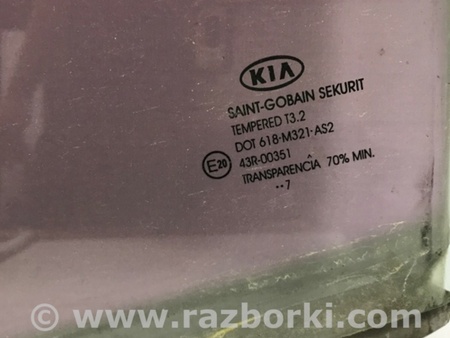 KIA
SAINT-GOBAIN SEKURIT
TEMPERED T3.2
DOT 618-M321-AS2
E20 43R-00351
TRANSPARENCÎA 70% MIN.
··7
© www.razborki.com